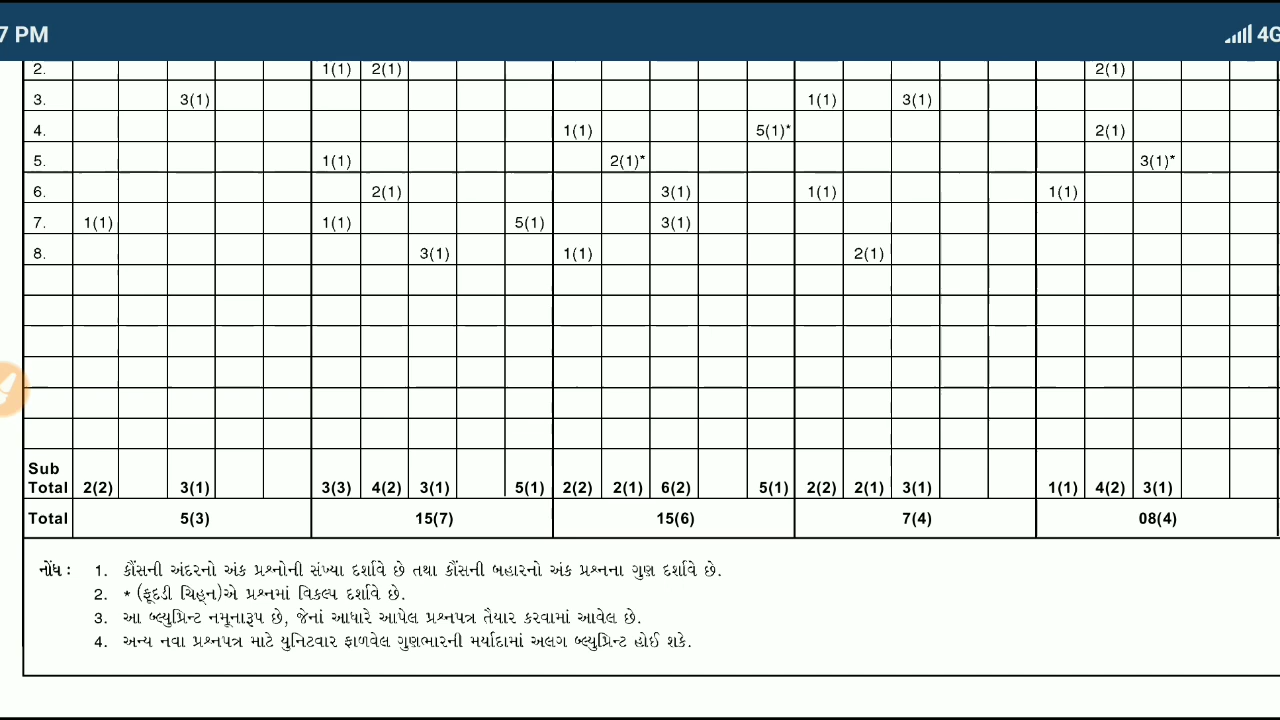 7 PM 4G
2. 1(1) 2(1) 2(1)
3. 3(1) 1(1) 3(1)
4. 1(1) 5(1)* 2(1)
5. 1(1) 2(1)* 3(1)*
6. 2(1) 3(1) 1(1) 1(1)
7. 1(1) 1(1) 5(1) 3(1)
8. 3(1) 1(1) 2(1)
Sub
Total 2(2) 3(1) 3(3) 4(2) 3(1) 5(1) 2(2) 2(1) 6(2) 5(1) 2(2) 2(1) 3(1) 1(1) 4(2) 3(1)
Total 5(3) 15(7) 15(6) 7(4) 08(4)
નોંધ : 1. કૌંસની અંદરનો અંક પ્રશ્નોની સંખ્યા દર્શાવે છે તથા કૌંસની બહારનો અંક પ્રશ્નના ગુણ દર્શાવે છે.
2. * (ફૂદડી ચિહ્ન)એ પ્રશ્નમાં વિકલ્પ દર્શાવે છે.
3. આ બ્લ્યુપ્રિન્ટ નમૂનારૂપ છે, જેનાં આધારે આપેલ પ્રશ્નપત્ર તૈયાર કરવામાં આવેલ છે.
4. અન્ય નવા પ્રશ્નપત્ર માટે યુનિટવાર ફાળવેલ ગુણભારની મર્યાદામાં અલગ બ્લ્યુપ્રિન્ટ હોઈ શકે.